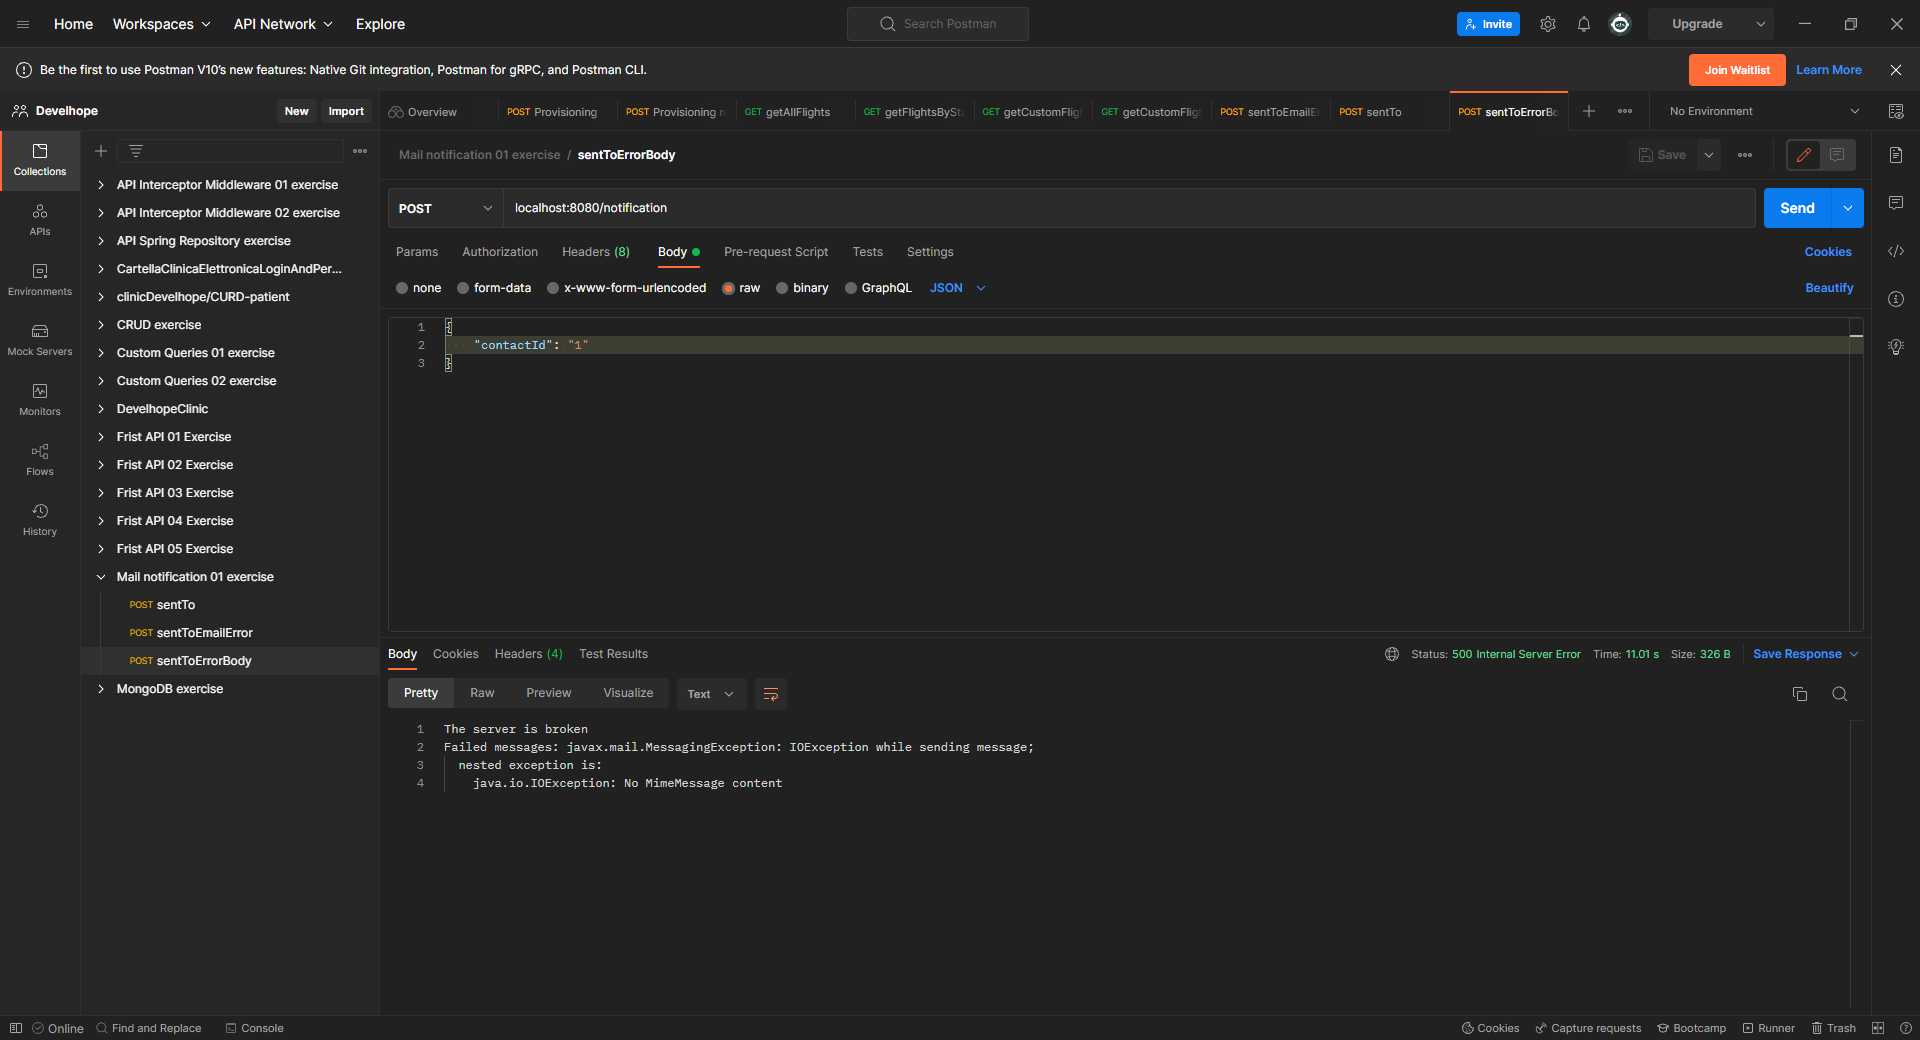 Home Workspaces API Network Explore Search Postman Invite Upgrade
Be the first to use Postman V10's new features: Native Git integration, Postman for gRPC, and Postman CLI. Join Waitlist Learn More
Develhope New Import
Overview POST Provisioning POST Provisioning GET getAllFlights GET getFlightsBySt GET getCustomFlig GET getCustomFlig POST sentToEmailE POST sentTo POST sentToErrorBo No Environment
Collections
APIs
Environments
Mock Servers
Monitors
Flows
History
API Interceptor Middleware 01 exercise
API Interceptor Middleware 02 exercise
API Spring Repository exercise
CartellaClinicaElettronicaLoginAndPer...
clinicDevelhope/CURD-patient
CRUD exercise
Custom Queries 01 exercise
Custom Queries 02 exercise
DevelhopeClinic
Frist API 01 Exercise
Frist API 02 Exercise
Frist API 03 Exercise
Frist API 04 Exercise
Frist API 05 Exercise
Mail notification 01 exercise
POST sentTo
POST sentToEmailError
POST sentToErrorBody
MongoDB exercise
Mail notification 01 exercise / sentToErrorBody Save
POST localhost:8080/notification Send
Params Authorization Headers (8) Body Pre-request Script Tests Settings Cookies
none form-data x-www-form-urlencoded raw binary GraphQL JSON Beautify
1 {
2 "contactId": "1"
3 }
Body Cookies Headers (4) Test Results Status: 500 Internal Server Error Time: 11.01 s Size: 326 B Save Response
Pretty Raw Preview Visualize Text
1 The server is broken
2 Failed messages: javax.mail.MessagingException: IOException while sending message;
3 nested exception is:
4 java.io.IOException: No MimeMessage content
Online Find and Replace Console Cookies Capture requests Bootcamp Runner Trash